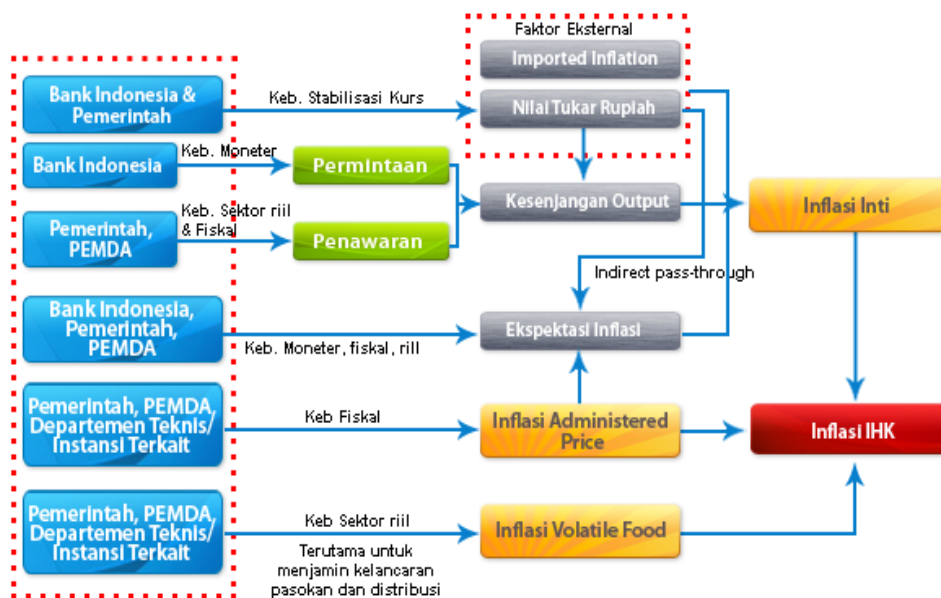 Faktor Eksternal
Imported Inflation
Bank Indonesia &
Pemerintah
Keb. Stabilisasi Kurs
Nilai Tukar Rupiah
Bank Indonesia
Keb. Moneter
Permintaan
Kesenjangan Output
Inflasi Inti
Pemerintah,
PEMDA
Keb. Sektor riil
& Fiskal
Penawaran
Indirect pass-through
Bank Indonesia,
Pemerintah,
PEMDA
Keb. Moneter, fiskal, rill
Ekspektasi Inflasi
Pemerintah, PEMDA,
Departemen Teknis/
Instansi Terkait
Keb Fiskal
Inflasi Administered
Price
Inflasi IHK
Pemerintah, PEMDA,
Departemen Teknis/
Instansi Terkait
Keb Sektor riil
Terutama untuk
menjamin kelancaran
pasokan dan distribusi
Inflasi Volatile Food